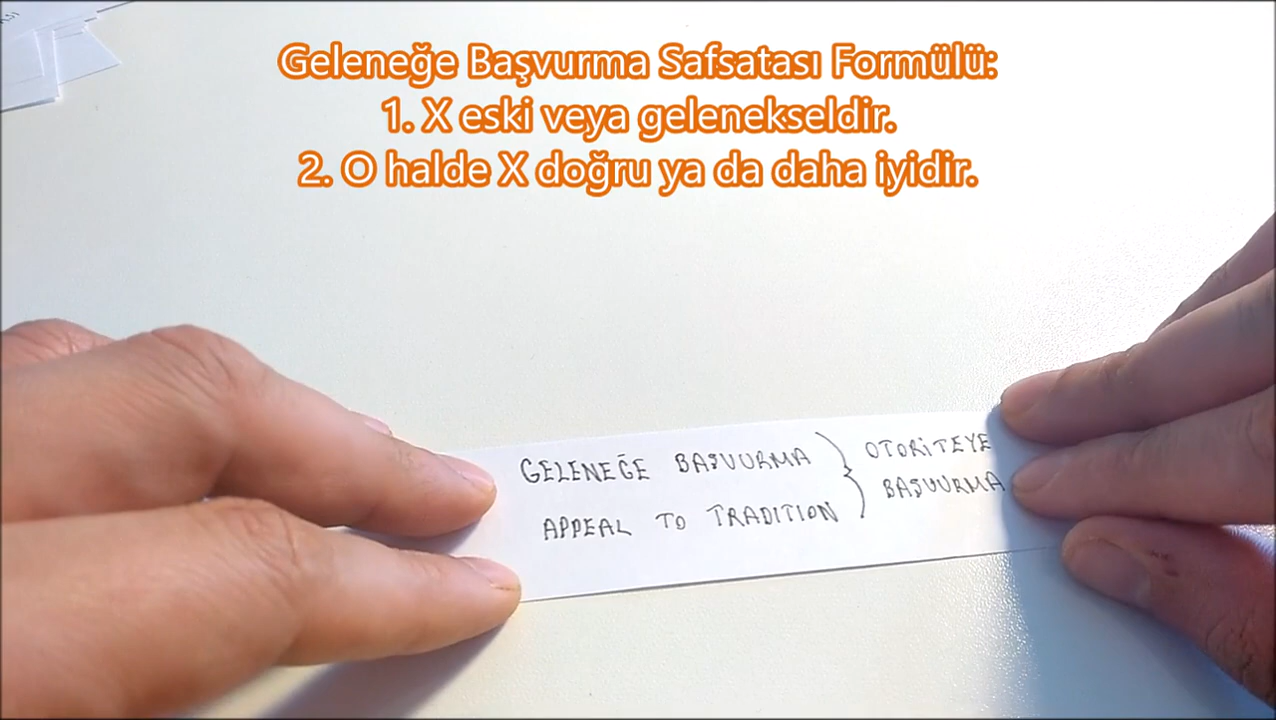 Geleneğe Başvurma Safsatası Formülü:
1. X eski veya gelenekseldir.
2. O halde X doğru ya da daha iyidir.
GELENEĞE BAŞVURMA
APPEAL TO TRADITION
OTORİTEYE
BAŞVURMA